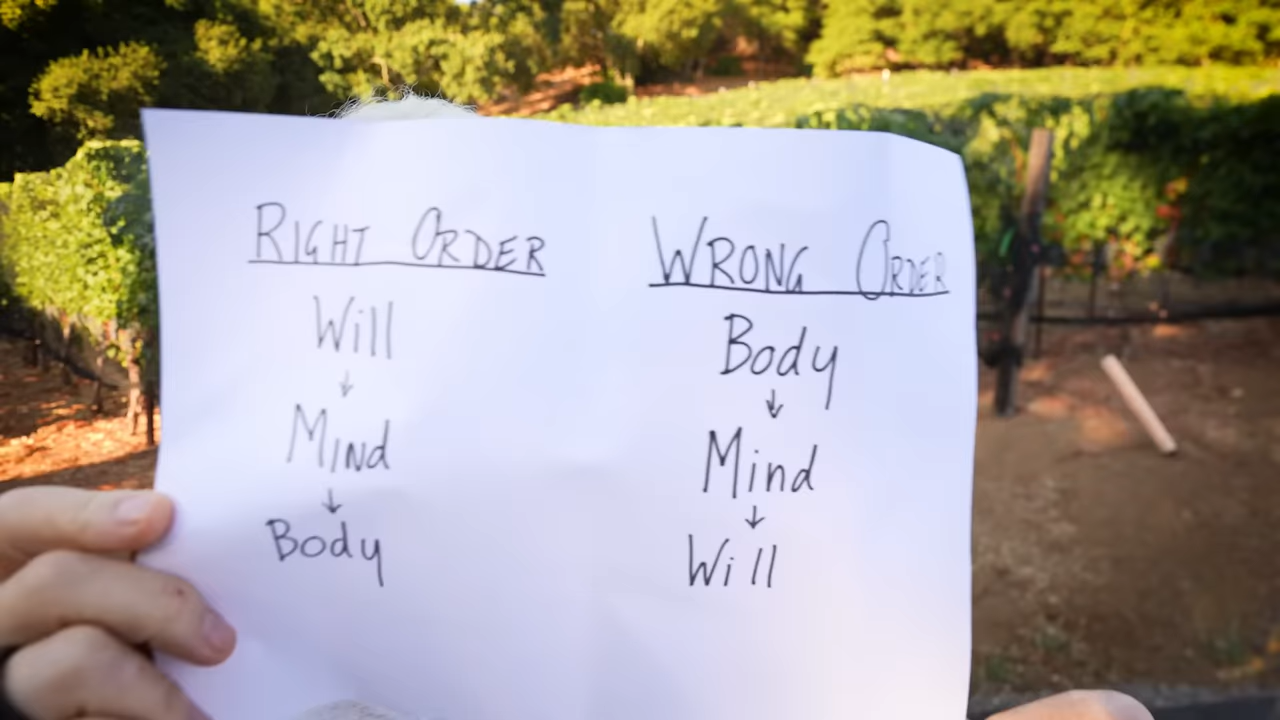 RIGHT ORDER
Will
↓
Mind
↓
Body
WRONG ORDER
Body
↓
Mind
↓
Will